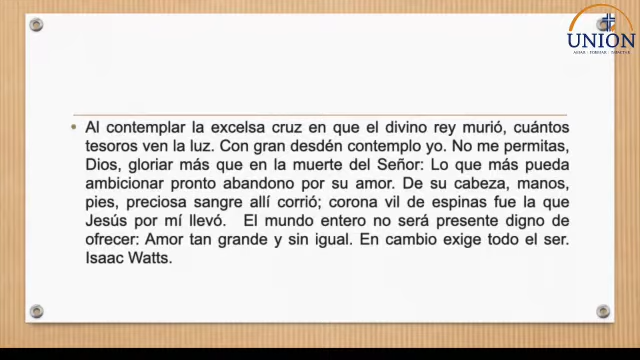 UNION
AMAR · FORMAR · IMPACTAR
• Al contemplar la excelsa cruz en que el divino rey murió, cuántos
tesoros ven la luz. Con gran desdén contemplo yo. No me permitas,
Dios, gloriar más que en la muerte del Señor: Lo que más pueda
ambicionar pronto abandono por su amor. De su cabeza, manos,
pies, preciosa sangre allí corrió; corona vil de espinas fue la que
Jesús por mí llevó. El mundo entero no será presente digno de
ofrecer: Amor tan grande y sin igual. En cambio exige todo el ser.
Isaac Watts.